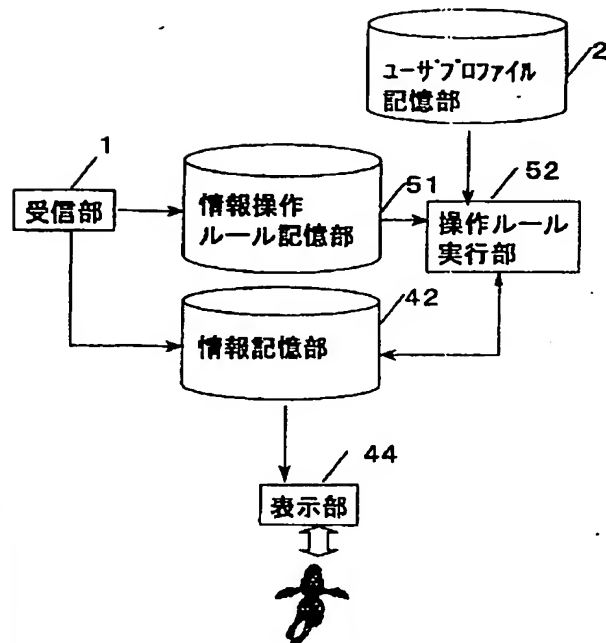 ユーザプロファイル
記憶部
2
1
受信部
情報操作
ルール記憶部
51
52
操作ルール
実行部
42
情報記憶部
44
表示部